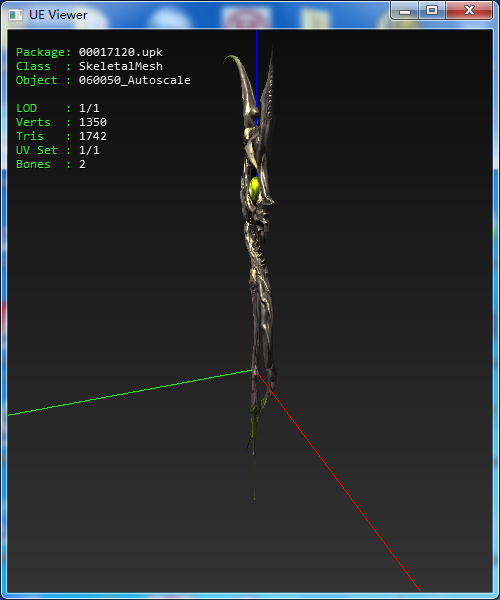 UE Viewer
Package: 00017120.upk
Class : SkeletalMesh
Object : 060050_Autoscale
LOD : 1/1
Verts : 1350
Tris : 1742
UV Set : 1/1
Bones : 2